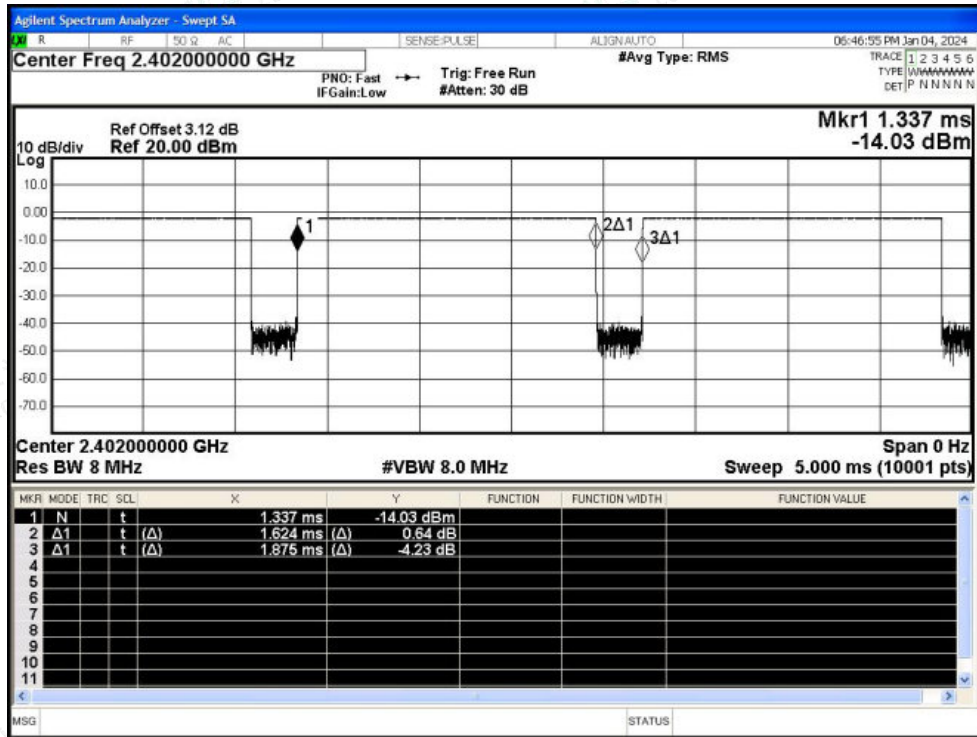 Agilent Spectrum Analyzer - Swept SA
LXI R RF 50 Ω AC SENSE:PULSE ALIGNAUTO 06:46:55 PM Jan 04, 2024
Center Freq 2.402000000 GHz
PNO: Fast
IFGain:Low
Trig: Free Run
#Atten: 30 dB
#Avg Type: RMS
TRACE 1 2 3 4 5 6
TYPE WWWWWWW
DET P N N N N N
Mkr1 1.337 ms
-14.03 dBm
Ref Offset 3.12 dB
10 dB/div Ref 20.00 dBm
Log
10.0
0.00
-10.0
-20.0
-30.0
-40.0
-50.0
-60.0
-70.0
1
2Δ1
3Δ1
Center 2.402000000 GHz Span 0 Hz
Res BW 8 MHz #VBW 8.0 MHz Sweep 5.000 ms (10001 pts)
MKR MODE TRC SCL X Y FUNCTION FUNCTION WIDTH FUNCTION VALUE
1 N t 1.337 ms -14.03 dBm
2 Δ1 t (Δ) 1.624 ms (Δ) 0.64 dB
3 Δ1 t (Δ) 1.875 ms (Δ) -4.23 dB
4
5
6
7
8
9
10
11
MSG STATUS